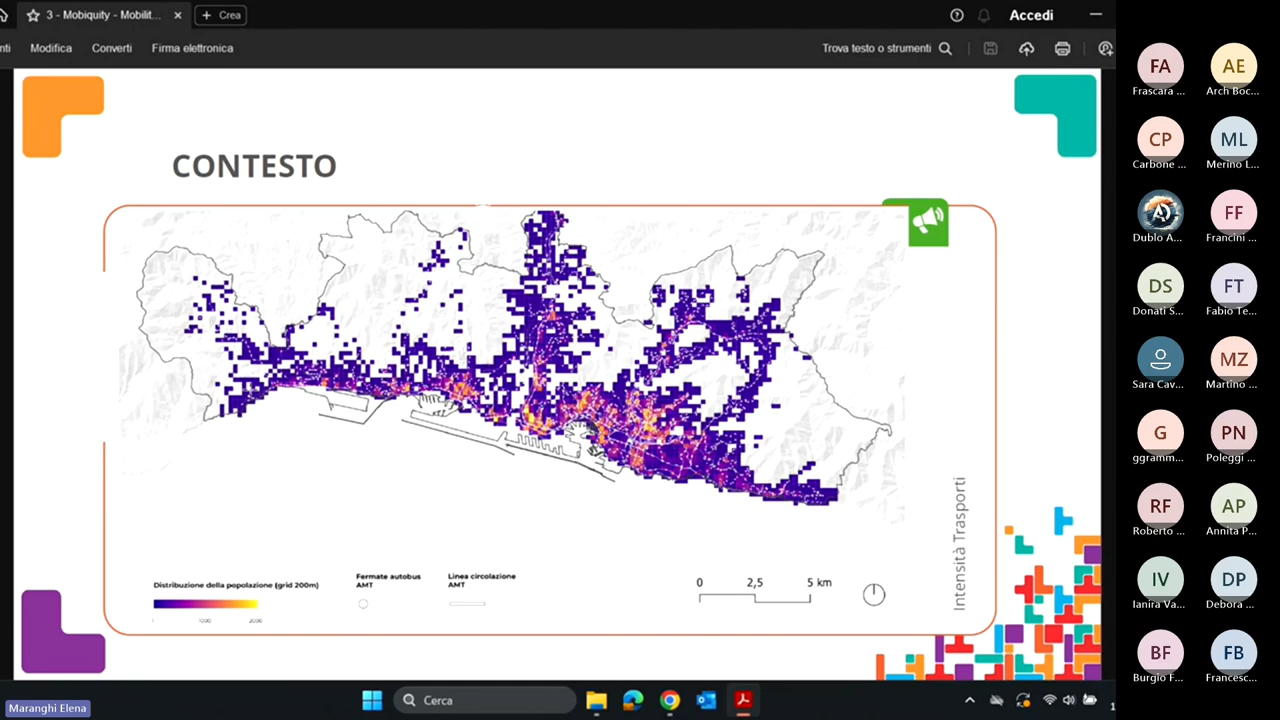 3 - Mobiquity - Mobilit...
Crea
Accedi
nti
Modifica
Converti
Firma elettronica
Trova testo o strumenti
CONTESTO
Intensità Trasporti
Distribuzione della popolazione (grid 200m)
1
1000
2000
Fermate autobus
AMT
Linea circolazione
AMT
0
2,5
5 km
Cerca
1
Maranghi Elena
FA
Frascara ...
AE
Arch Boc...
CP
Carbone ...
ML
Merino L...
Dublo A...
FF
Francini ...
DS
Donati S...
FT
Fabio Te...
Sara Cav...
MZ
Martino ...
G
ggramm...
PN
Poleggi ...
RF
Roberto ...
AP
Annita P...
IV
Ianira Va...
DP
Debora ...
BF
Burgio F...
FB
Francesc...